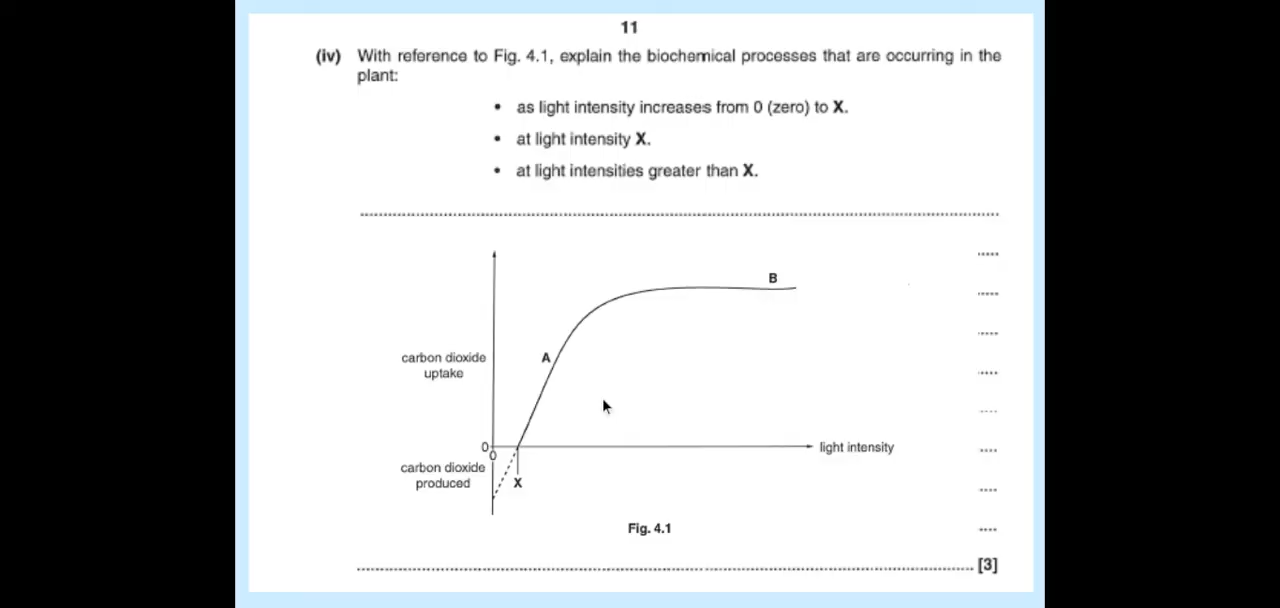 11
(iv) With reference to Fig. 4.1, explain the biochemical processes that are occurring in the
plant:
• as light intensity increases from 0 (zero) to X.
• at light intensity X.
• at light intensities greater than X.
B
carbon dioxide
uptake
A
0
0
light intensity
carbon dioxide
produced
X
Fig. 4.1
[3]